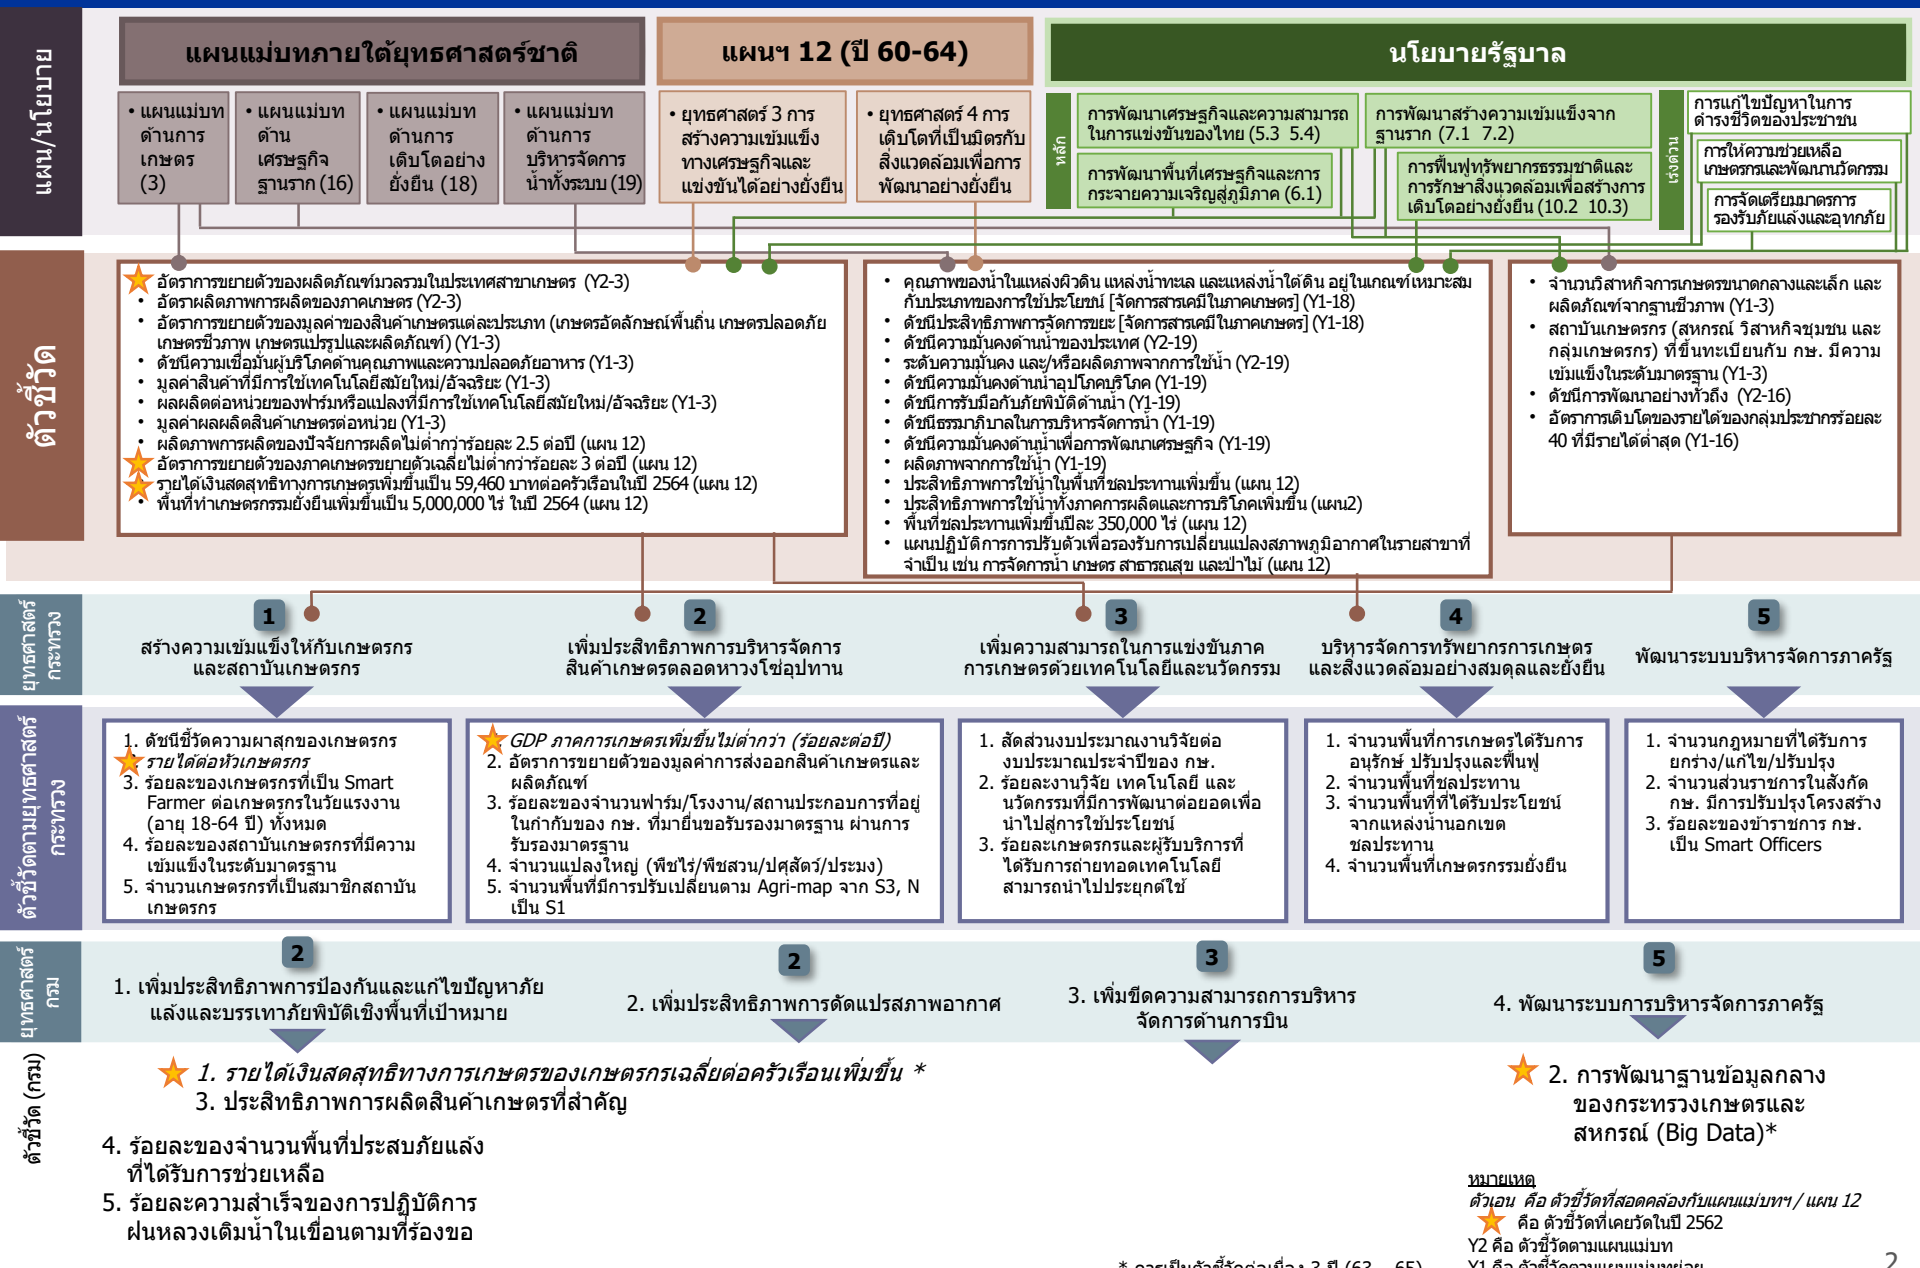 แผน/นโยบาย
แผนแม่บทภายใต้ยุทธศาสตร์ชาติ
• แผนแม่บท
ด้านการ
เกษตร
(3)
• แผนแม่บท
ด้าน
เศรษฐกิจ
ฐานราก (16)
• แผนแม่บท
ด้านการ
เติบโตอย่าง
ยั่งยืน (18)
• แผนแม่บท
ด้านการ
บริหารจัดการ
น้ำทั้งระบบ (19)
แผนฯ 12 (ปี 60-64)
• ยุทธศาสตร์ 3 การ
สร้างความเข้มแข็ง
ทางเศรษฐกิจและ
แข่งขันได้อย่างยั่งยืน
• ยุทธศาสตร์ 4 การ
เติบโตที่เป็นมิตรกับ
สิ่งแวดล้อมเพื่อการ
พัฒนาอย่างยั่งยืน
นโยบายรัฐบาล
หลัก
การพัฒนาเศรษฐกิจและความสามารถ
ในการแข่งขันของไทย (5.3 5.4)
การพัฒนาสร้างความเข้มแข็งจาก
ฐานราก (7.1 7.2)
การพัฒนาพื้นที่เศรษฐกิจและการ
กระจายความเจริญสู่ภูมิภาค (6.1)
การฟื้นฟูทรัพยากรธรรมชาติและ
การรักษาสิ่งแวดล้อมเพื่อสร้างการ
เติบโตอย่างยั่งยืน (10.2 10.3)
เร่งด่วน
การแก้ไขปัญหาในการ
ดำรงชีวิตของประชาชน
การให้ความช่วยเหลือ
เกษตรกรและพัฒนานวัตกรรม
การจัดเตรียมมาตรการ
รองรับภัยแล้งและอุทกภัย
ตัวชี้วัด
อัตราการขยายตัวของผลิตภัณฑ์มวลรวมในประเทศสาขาเกษตร (Y2-3)
• อัตราผลิตภาพการผลิตของภาคเกษตร (Y2-3)
• อัตราการขยายตัวของมูลค่าของสินค้าเกษตรแต่ละประเภท (เกษตรอัตลักษณ์พื้นถิ่น เกษตรปลอดภัย
เกษตรชีวภาพ เกษตรแปรรูปและผลิตภัณฑ์) (Y1-3)
• ดัชนีความเชื่อมั่นผู้บริโภคด้านคุณภาพและความปลอดภัยอาหาร (Y1-3)
• มูลค่าสินค้าที่มีการใช้เทคโนโลยีสมัยใหม่/อัจฉริยะ (Y1-3)
• ผลผลิตต่อหน่วยของฟาร์มหรือแปลงที่มีการใช้เทคโนโลยีสมัยใหม่/อัจฉริยะ (Y1-3)
• มูลค่าผลผลิตสินค้าเกษตรต่อหน่วย (Y1-3)
• ผลิตภาพการผลิตของปัจจัยการผลิตไม่ต่ำกว่าร้อยละ 2.5 ต่อปี (แผน 12)
อัตราการขยายตัวของภาคเกษตรขยายตัวเฉลี่ยไม่ต่ำกว่าร้อยละ 3 ต่อปี (แผน 12)
รายได้เงินสดสุทธิทางการเกษตรเพิ่มขึ้นเป็น 59,460 บาทต่อครัวเรือนในปี 2564 (แผน 12)
• พื้นที่ทำเกษตรกรรมยั่งยืนเพิ่มขึ้นเป็น 5,000,000 ไร่ ในปี 2564 (แผน 12)
• คุณภาพของน้ำในแหล่งผิวดิน แหล่งน้ำทะเล และแหล่งน้ำใต้ดิน อยู่ในเกณฑ์เหมาะสม
กับประเภทของการใช้ประโยชน์ [จัดการสารเคมีในภาคเกษตร] (Y1-18)
• ดัชนีประสิทธิภาพการจัดการขยะ [จัดการสารเคมีในภาคเกษตร] (Y1-18)
• ดัชนีความมั่นคงด้านน้ำของประเทศ (Y2-19)
• ระดับความมั่นคง และ/หรือผลิตภาพจากการใช้น้ำ (Y2-19)
• ดัชนีความมั่นคงด้านน้ำอุปโภคบริโภค (Y1-19)
• ดัชนีการรับมือกับภัยพิบัติด้านน้ำ (Y1-19)
• ดัชนีธรรมาภิบาลในการบริหารจัดการน้ำ (Y1-19)
• ดัชนีความมั่นคงด้านน้ำเพื่อการพัฒนาเศรษฐกิจ (Y1-19)
• ผลิตภาพจากการใช้น้ำ (Y1-19)
• ประสิทธิภาพการใช้น้ำในพื้นที่ชลประทานเพิ่มขึ้น (แผน 12)
• ประสิทธิภาพการใช้น้ำทั้งภาคการผลิตและการบริโภคเพิ่มขึ้น (แผน2)
• พื้นที่ชลประทานเพิ่มขึ้นปีละ 350,000 ไร่ (แผน 12)
• แผนปฏิบัติการการปรับตัวเพื่อรองรับการเปลี่ยนแปลงสภาพภูมิอากาศในรายสาขาที่
จำเป็น เช่น การจัดการน้ำ เกษตร สาธารณสุข และป่าไม้ (แผน 12)
• จำนวนวิสาหกิจการเกษตรขนาดกลางและเล็ก และ
ผลิตภัณฑ์จากฐานชีวภาพ (Y1-3)
• สถาบันเกษตรกร (สหกรณ์ วิสาหกิจชุมชน และ
กลุ่มเกษตรกร) ที่ขึ้นทะเบียนกับ กษ. มีความ
เข้มแข็งในระดับมาตรฐาน (Y1-3)
• ดัชนีการพัฒนาอย่างทั่วถึง (Y2-16)
• อัตราการเติบโตของรายได้ของกลุ่มประชากรร้อยละ
40 ที่มีรายได้ต่ำสุด (Y1-16)
ยุทธศาสตร์
กระทรวง
1
สร้างความเข้มแข็งให้กับเกษตรกร
และสถาบันเกษตรกร
2
เพิ่มประสิทธิภาพการบริหารจัดการ
สินค้าเกษตรตลอดหาวงโซ่อุปทาน
3
เพิ่มความสามารถในการแข่งขันภาค
การเกษตรด้วยเทคโนโลยีและนวัตกรรม
4
บริหารจัดการทรัพยากรการเกษตร
และสิ่งแวดล้อมอย่างสมดุลและยั่งยืน
5
พัฒนาระบบบริหารจัดการภาครัฐ
ตัวชี้วัดตามยุทธศาสตร์
กระทรวง
1. ดัชนีชี้วัดความผาสุกของเกษตรกร
รายได้ต่อหัวเกษตรกร
3. ร้อยละของเกษตรกรที่เป็น Smart
Farmer ต่อเกษตรกรในวัยแรงงาน
(อายุ 18-64 ปี) ทั้งหมด
4. ร้อยละของสถาบันเกษตรกรที่มีความ
เข้มแข็งในระดับมาตรฐาน
5. จำนวนเกษตรกรที่เป็นสมาชิกสถาบัน
เกษตรกร
GDP ภาคการเกษตรเพิ่มขึ้นไม่ต่ำกว่า (ร้อยละต่อปี)
2. อัตราการขยายตัวของมูลค่าการส่งออกสินค้าเกษตรและ
ผลิตภัณฑ์
3. ร้อยละของจำนวนฟาร์ม/โรงงาน/สถานประกอบการที่อยู่
ในกำกับของ กษ. ที่มายื่นขอรับรองมาตรฐาน ผ่านการ
รับรองมาตรฐาน
4. จำนวนแปลงใหญ่ (พืชไร่/พืชสวน/ปศุสัตว์/ประมง)
5. จำนวนพื้นที่มีการปรับเปลี่ยนตาม Agri-map จาก S3, N
เป็น S1
1. สัดส่วนงบประมาณงานวิจัยต่อ
งบประมาณประจำปีของ กษ.
2. ร้อยละงานวิจัย เทคโนโลยี และ
นวัตกรรมที่มีการพัฒนาต่อยอดเพื่อ
นำไปสู่การใช้ประโยชน์
3. ร้อยละเกษตรกรและผู้รับบริการที่
ได้รับการถ่ายทอดเทคโนโลยี
สามารถนำไปประยุกต์ใช้
1. จำนวนพื้นที่การเกษตรได้รับการ
อนุรักษ์ ปรับปรุงและฟื้นฟู
2. จำนวนพื้นที่ชลประทาน
3. จำนวนพื้นที่ที่ได้รับประโยชน์
จากแหล่งน้ำนอกเขต
ชลประทาน
4. จำนวนพื้นที่เกษตรกรรมยั่งยืน
1. จำนวนกฎหมายที่ได้รับการ
ยกร่าง/แก้ไข/ปรับปรุง
2. จำนวนส่วนราชการในสังกัด
กษ. มีการปรับปรุงโครงสร้าง
3. ร้อยละของข้าราชการ กษ.
เป็น Smart Officers
ยุทธศาสตร์
กรม
2
1. เพิ่มประสิทธิภาพการป้องกันและแก้ไขปัญหาภัย
แล้งและบรรเทาภัยพิบัติเชิงพื้นที่เป้าหมาย
2
2. เพิ่มประสิทธิภาพการดัดแปรสภาพอากาศ
3
3. เพิ่มขีดความสามารถการบริหาร
จัดการด้านการบิน
5
4. พัฒนาระบบการบริหารจัดการภาครัฐ
ตัวชี้วัด (กรม)
1. รายได้เงินสดสุทธิทางการเกษตรของเกษตรกรเฉลี่ยต่อครัวเรือนเพิ่มขึ้น *
3. ประสิทธิภาพการผลิตสินค้าเกษตรที่สำคัญ
4. ร้อยละของจำนวนพื้นที่ประสบภัยแล้ง
ที่ได้รับการช่วยเหลือ
5. ร้อยละความสำเร็จของการปฏิบัติการ
ฝนหลวงเติมน้ำในเขื่อนตามที่ร้องขอ
2. การพัฒนาฐานข้อมูลกลาง
ของกระทรวงเกษตรและ
สหกรณ์ (Big Data)*
หมายเหตุ
ตัวเอน คือ ตัวชี้วัดที่สอดคล้องกับแผนแม่บทฯ / แผน 12
คือ ตัวชี้วัดที่เคยวัดในปี 2562
Y2 คือ ตัวชี้วัดตามแผนแม่บท
Y1 คือ ตัวชี้วัดตามแผนแม่บทย่อย
* การเป็นตัวชี้วัดต่อเนื่อง 3 ปี (63 – 65)
2